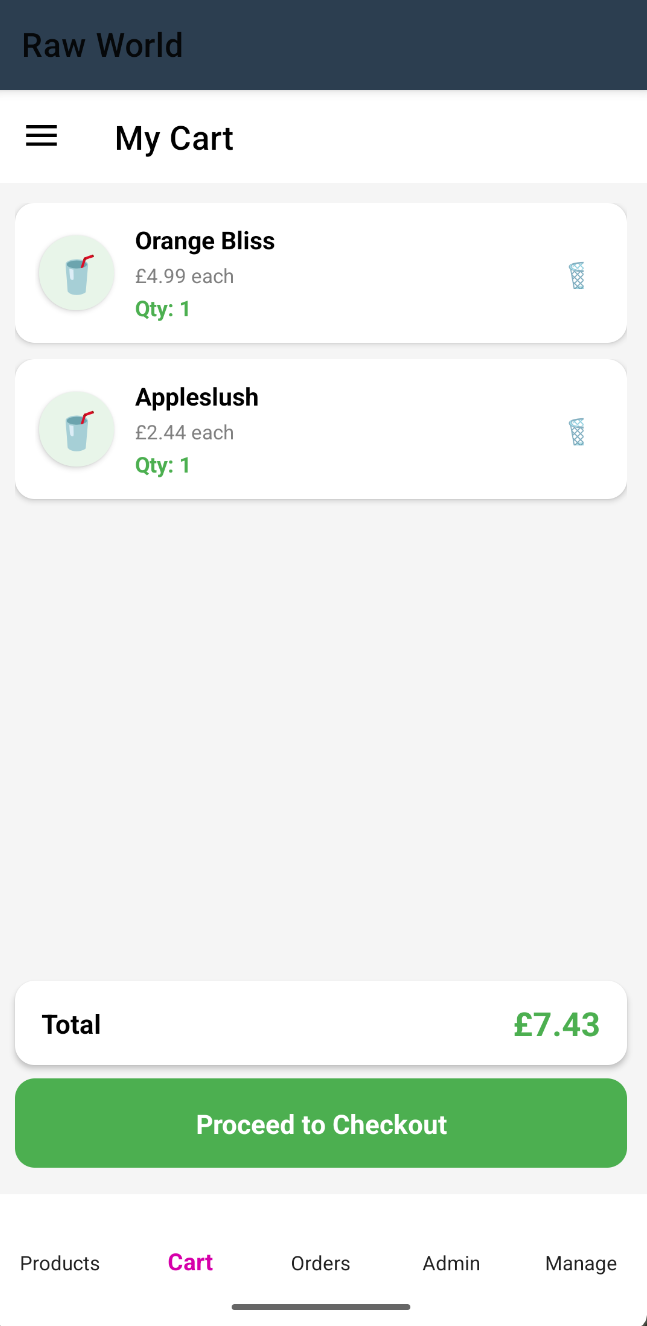 Raw World
My Cart
Orange Bliss
£4.99 each
Qty: 1
Appleslush
£2.44 each
Qty: 1
Total £7.43
Proceed to Checkout
Products Cart Orders Admin Manage